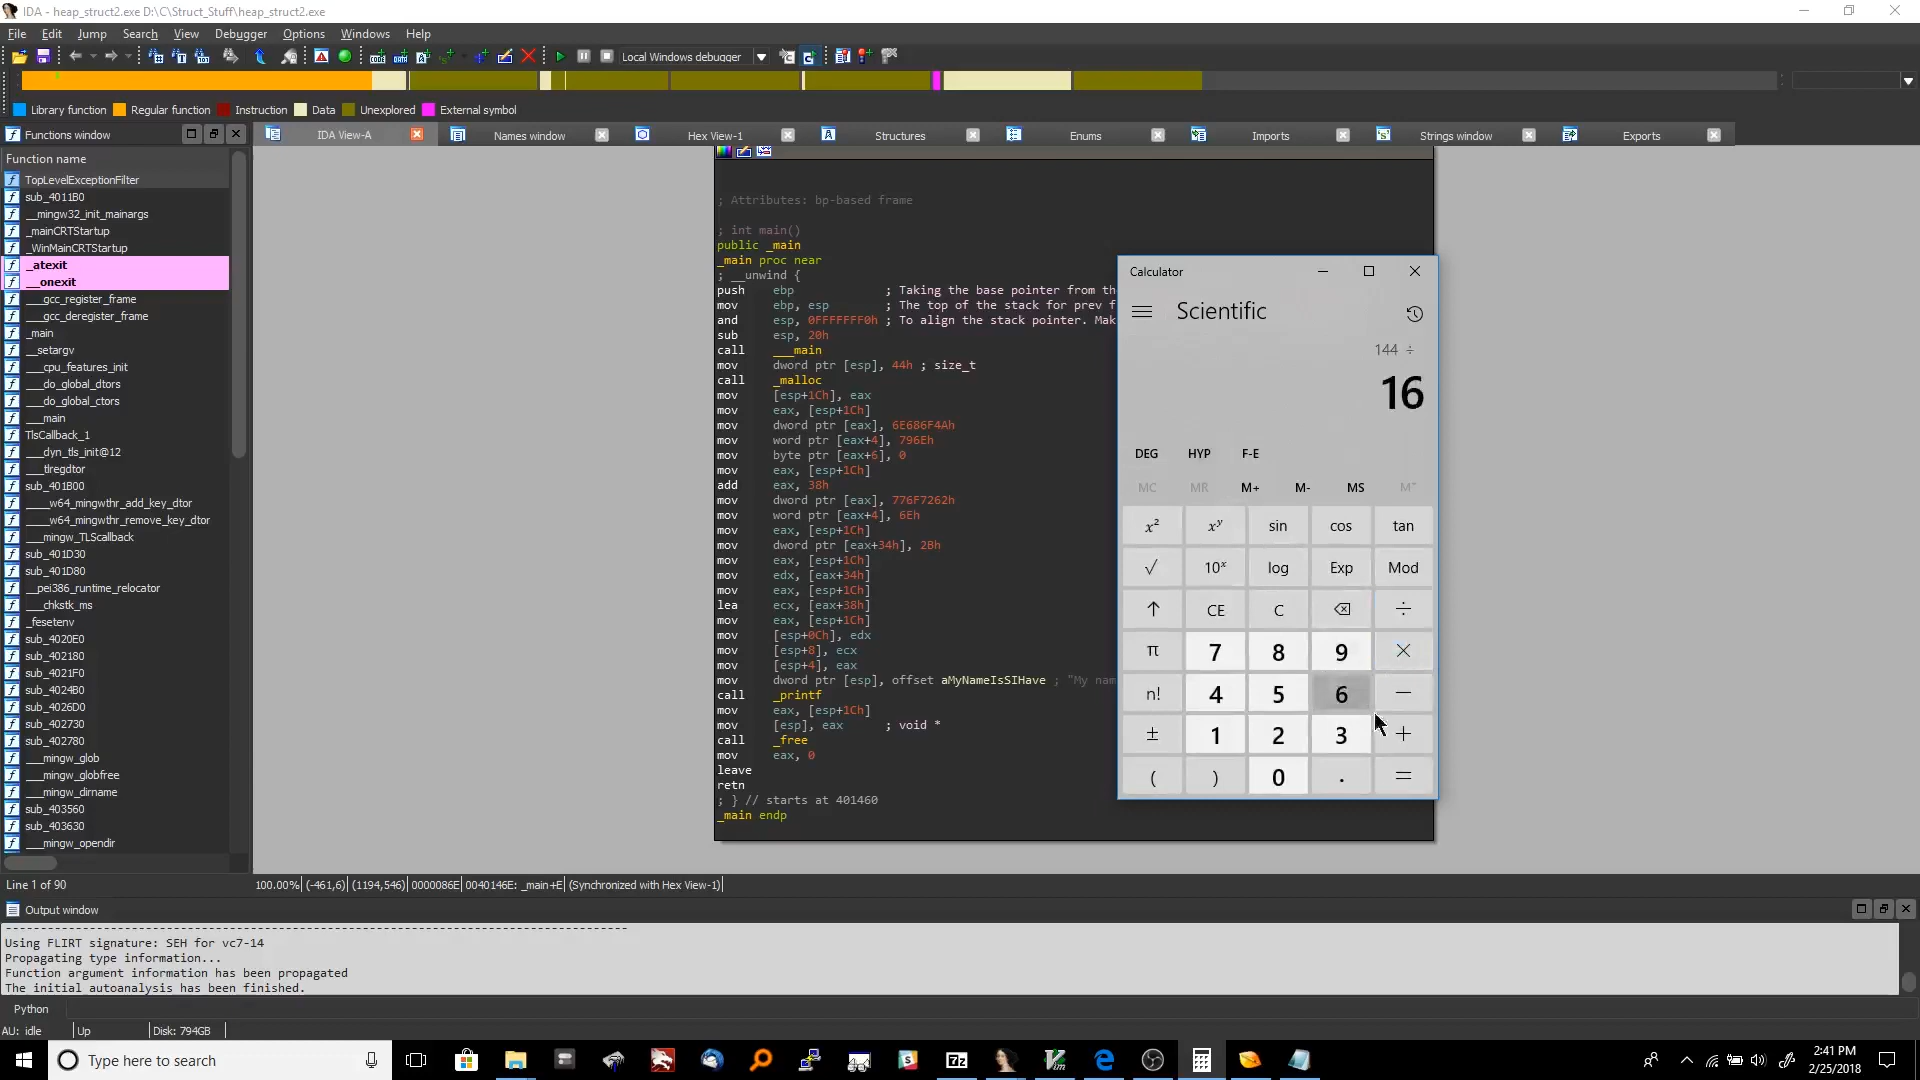 IDA - heap_struct2.exe D:\C\Struct_Stuff\heap_struct2.exe
File Edit Jump Search View Debugger Options Windows Help
Local Windows debugger
Library function Regular function Instruction Data Unexplored External symbol
Functions window
IDA View-A Names window Hex View-1 Structures Enums Imports Strings window Exports
Function name
TopLevelExceptionFilter
sub_4011B0
__mingw32_init_mainargs
_mainCRTStartup
_WinMainCRTStartup
_atexit
__onexit
___gcc_register_frame
___gcc_deregister_frame
_main
__setargv
___cpu_features_init
___do_global_dtors
___do_global_ctors
___main
TlsCallback_1
___dyn_tls_init@12
___tlregdtor
sub_401B00
____w64_mingwthr_add_key_dtor
____w64_mingwthr_remove_key_dtor
___mingw_TLScallback
sub_401D30
sub_401D80
__pei386_runtime_relocator
___chkstk_ms
_fesetenv
sub_4020E0
sub_402180
sub_4021F0
sub_4024B0
sub_4026D0
sub_402730
sub_402780
___mingw_glob
___mingw_globfree
___mingw_dirname
sub_403560
sub_403630
___mingw_opendir
Line 1 of 90
; Attributes: bp-based frame
; int main()
public _main
_main proc near
; __unwind {
push ebp ; Taking the base pointer from th
mov ebp, esp ; The top of the stack for prev f
and esp, 0FFFFFFF0h ; To align the stack pointer. Mak
sub esp, 20h
call ___main
mov dword ptr [esp], 44h ; size_t
call _malloc
mov [esp+1Ch], eax
mov eax, [esp+1Ch]
mov dword ptr [eax], 6E686F4Ah
mov word ptr [eax+4], 796Eh
mov byte ptr [eax+6], 0
mov eax, [esp+1Ch]
add eax, 38h
mov dword ptr [eax], 776F7262h
mov word ptr [eax+4], 6Eh
mov eax, [esp+1Ch]
mov dword ptr [eax+34h], 2Bh
mov eax, [esp+1Ch]
mov edx, [eax+34h]
mov eax, [esp+1Ch]
lea ecx, [eax+38h]
mov eax, [esp+1Ch]
mov [esp+0Ch], edx
mov [esp+8], ecx
mov [esp+4], eax
mov dword ptr [esp], offset aMyNameIsSIHave ; "My nam
call _printf
mov eax, [esp+1Ch]
mov [esp], eax ; void *
call _free
mov eax, 0
leave
retn
; } // starts at 401460
_main endp
Calculator
Scientific
144 ÷
16
DEG HYP F-E
MC MR M+ M- MS M˅
x² xʸ sin cos tan
√ 10ˣ log Exp Mod
↑ CE C ⌫ ÷
π 7 8 9 ×
n! 4 5 6 −
± 1 2 3 +
( ) 0 . =
100.00% (-461,6) (1194,546) 0000086E 0040146E: _main+E (Synchronized with Hex View-1)
Output window
--------------------------------------------------------------------------------
Using FLIRT signature: SEH for vc7-14
Propagating type information...
Function argument information has been propagated
The initial autoanalysis has been finished.
Python
AU: idle Up Disk: 794GB
Type here to search
7z
2:41 PM
2/25/2018